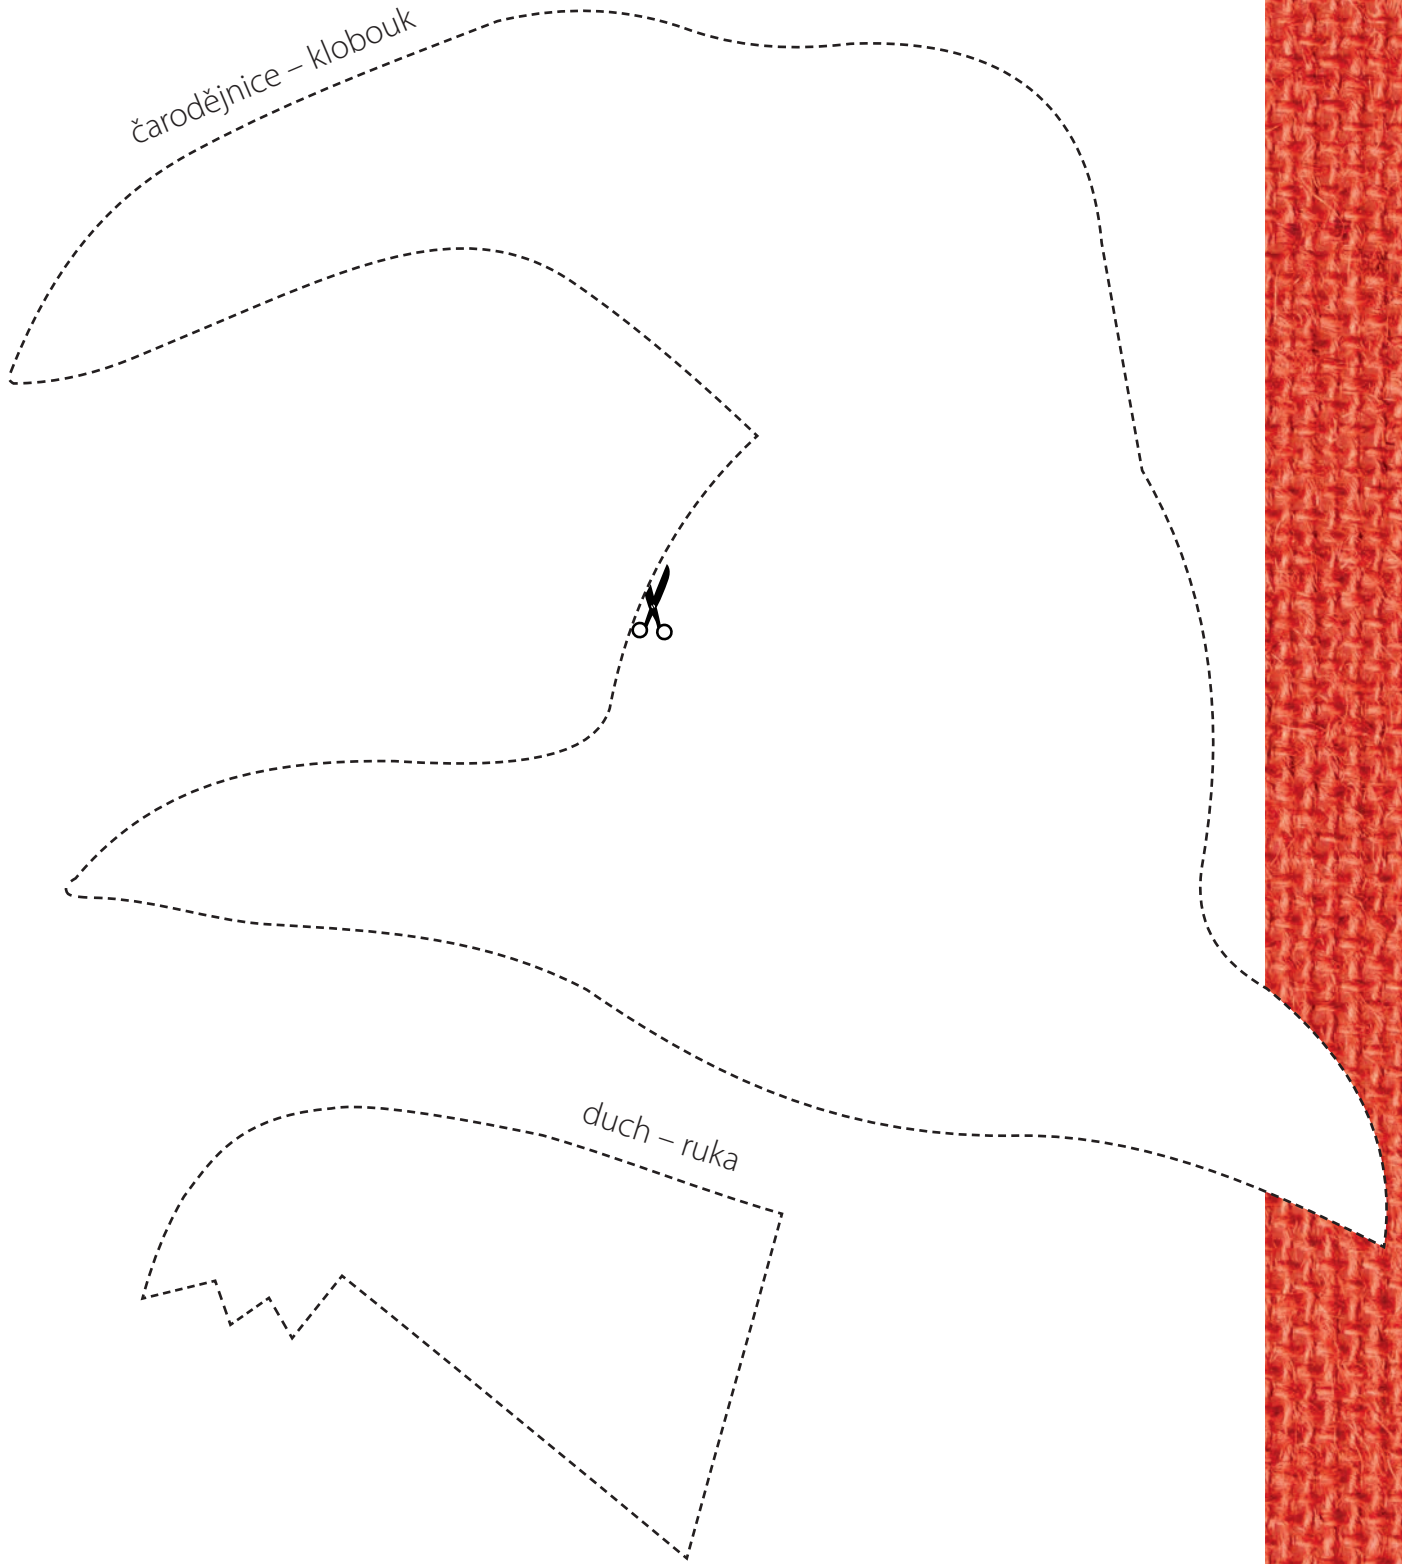 čarodějnice – klobouk
duch – ruka